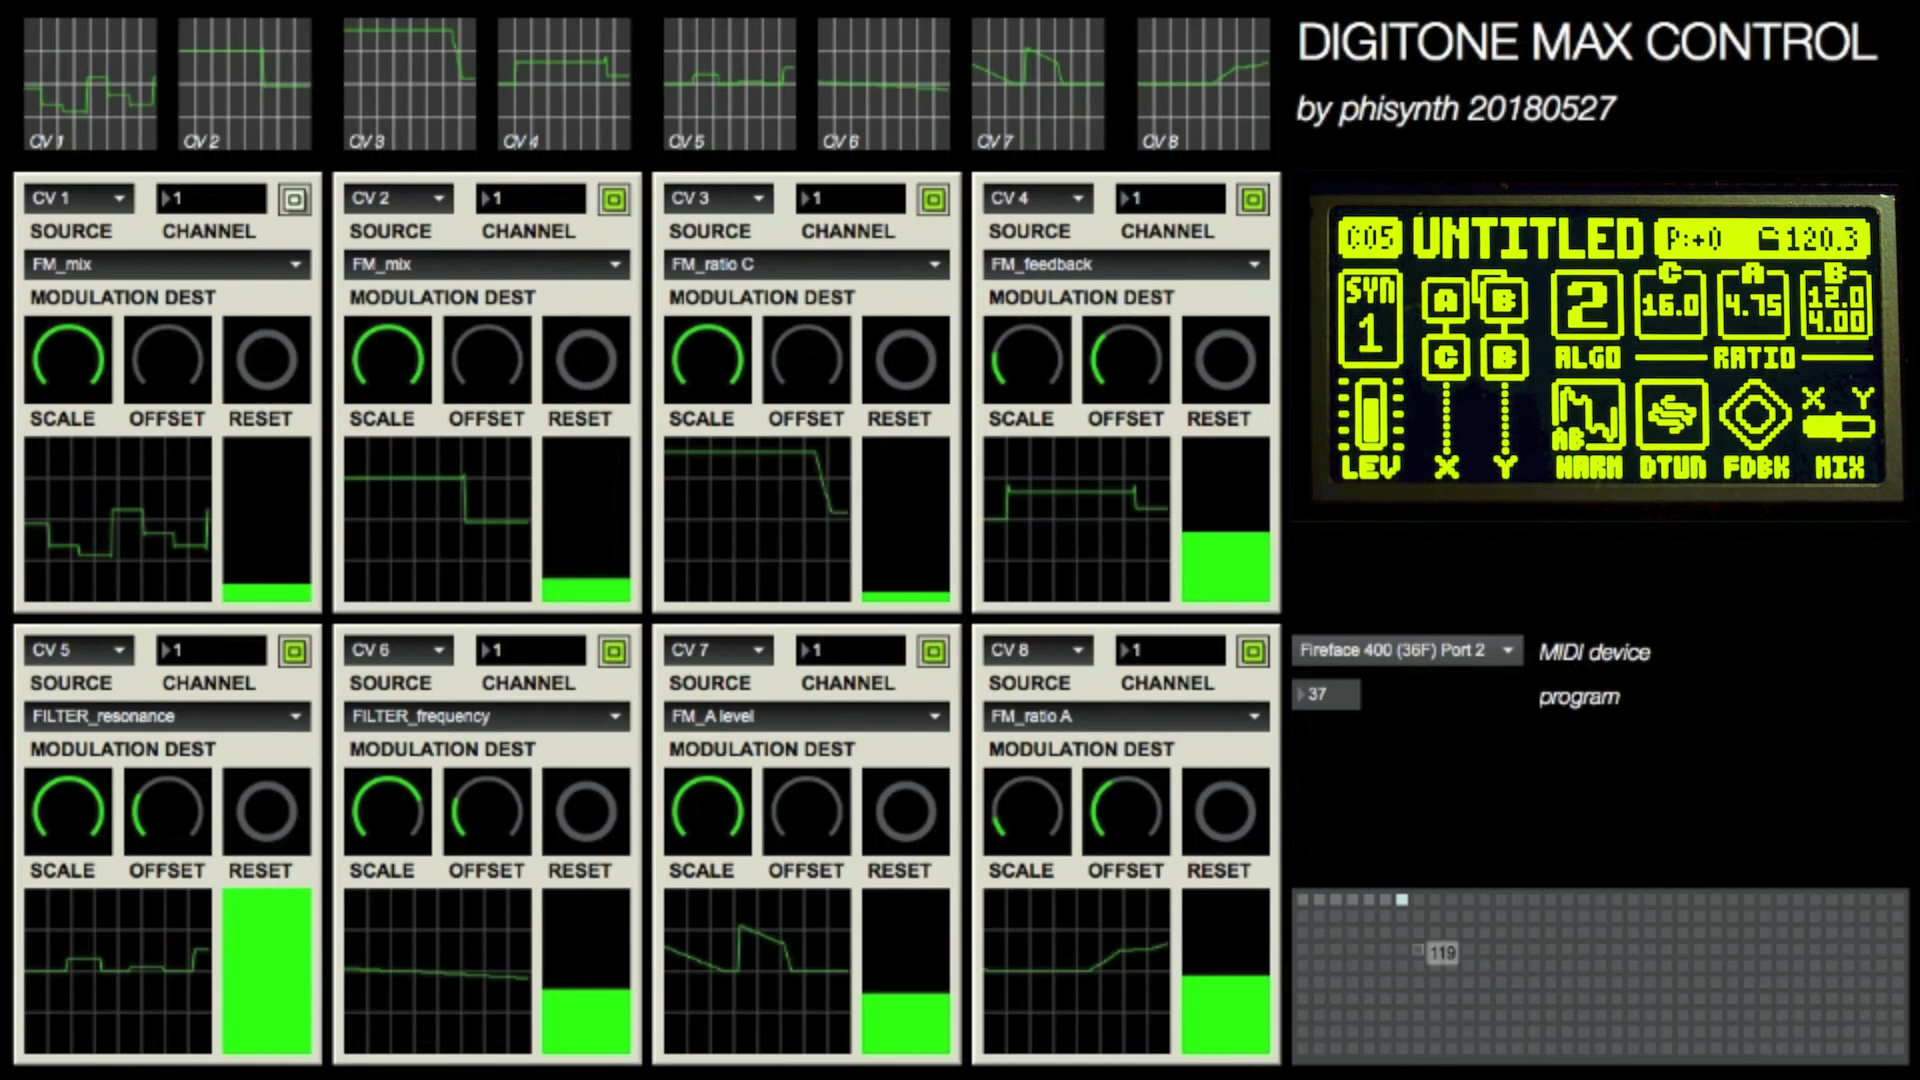 CV 1
CV 2
CV 3
CV 4
CV 5
CV 6
CV 7
CV 8
DIGITONE MAX CONTROL
by phisynth 20180527
CV 1 1
SOURCE CHANNEL
FM_mix
MODULATION DEST
SCALE OFFSET RESET
CV 2 1
SOURCE CHANNEL
FM_mix
MODULATION DEST
SCALE OFFSET RESET
CV 3 1
SOURCE CHANNEL
FM_ratio C
MODULATION DEST
SCALE OFFSET RESET
CV 4 1
SOURCE CHANNEL
FM_feedback
MODULATION DEST
SCALE OFFSET RESET
C05 UNTITLED P:+0 120.3
SYN 1 A B 2 C 16.0 A 4.75 B 12.0 4.00
C B ALGO RATIO
AB X Y
LEV X Y HARM DTUN FDBK MIX
CV 5 1
SOURCE CHANNEL
FILTER_resonance
MODULATION DEST
SCALE OFFSET RESET
CV 6 1
SOURCE CHANNEL
FILTER_frequency
MODULATION DEST
SCALE OFFSET RESET
CV 7 1
SOURCE CHANNEL
FM_A level
MODULATION DEST
SCALE OFFSET RESET
CV 8 1
SOURCE CHANNEL
FM_ratio A
MODULATION DEST
SCALE OFFSET RESET
Fireface 400 (36F) Port 2 MIDI device
37 program
119